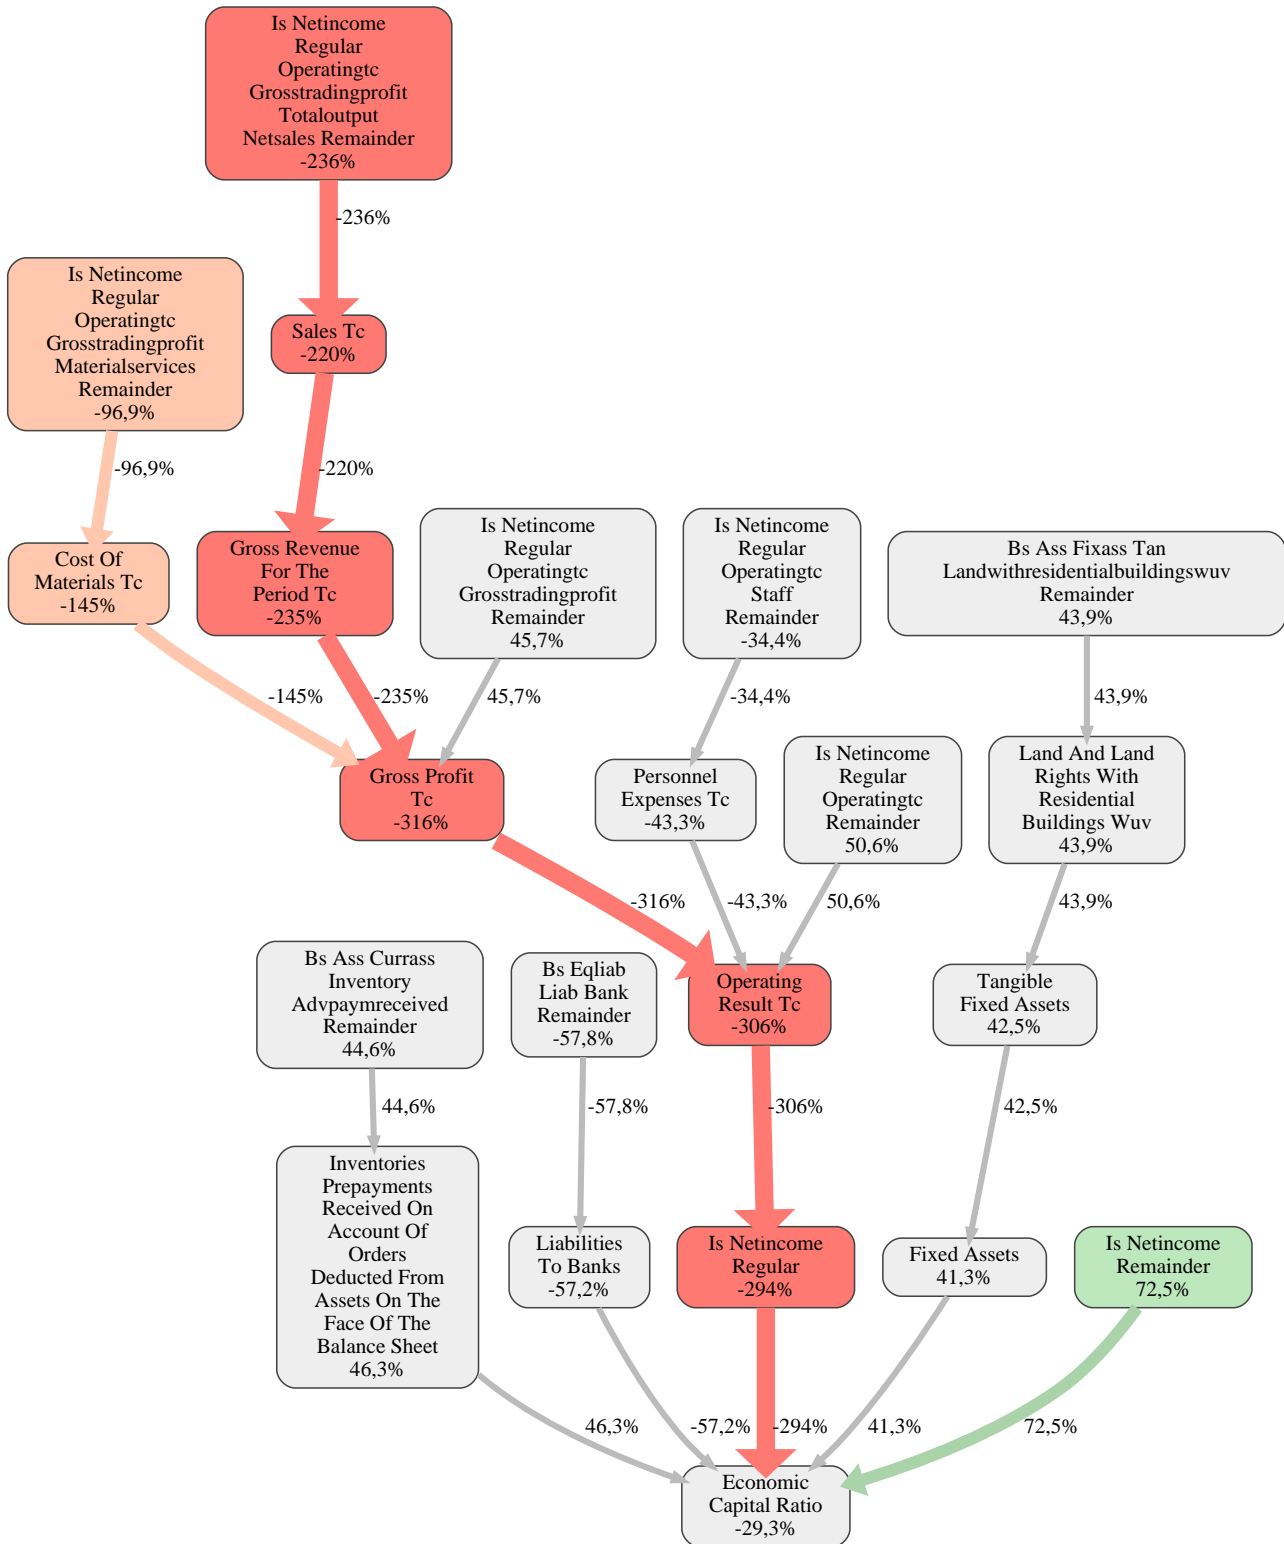 Is Netincome
Regular
Operatingtc
Grosstradingprofit
Totaloutput
Netsales Remainder
-236%
-236%
Is Netincome
Regular
Operatingtc
Grosstradingprofit
Materialservices
Remainder
-96,9%
Sales Tc
-220%
-96,9%
-220%
Cost Of
Materials Tc
-145%
Gross Revenue
For The
Period Tc
-235%
Is Netincome
Regular
Operatingtc
Grosstradingprofit
Remainder
45,7%
Is Netincome
Regular
Operatingtc
Staff
Remainder
-34,4%
Bs Ass Fixass Tan
Landwithresidentialbuildingswuv
Remainder
43,9%
-145%
-235%
45,7%
-34,4%
43,9%
Gross Profit
Tc
-316%
Personnel
Expenses Tc
-43,3%
Is Netincome
Regular
Operatingtc
Remainder
50,6%
Land And Land
Rights With
Residential
Buildings Wuv
43,9%
-316%
-43,3%
50,6%
43,9%
Bs Ass Currass
Inventory
Advpaymreceived
Remainder
44,6%
Bs Eqliab
Liab Bank
Remainder
-57,8%
Operating
Result Tc
-306%
Tangible
Fixed Assets
42,5%
44,6%
-57,8%
-306%
42,5%
Inventories
Prepayments
Received On
Account Of
Orders
Deducted From
Assets On The
Face Of The
Balance Sheet
46,3%
Liabilities
To Banks
-57,2%
Is Netincome
Regular
-294%
Fixed Assets
41,3%
Is Netincome
Remainder
72,5%
46,3%
-57,2%
-294%
41,3%
72,5%
Economic
Capital Ratio
-29,3%